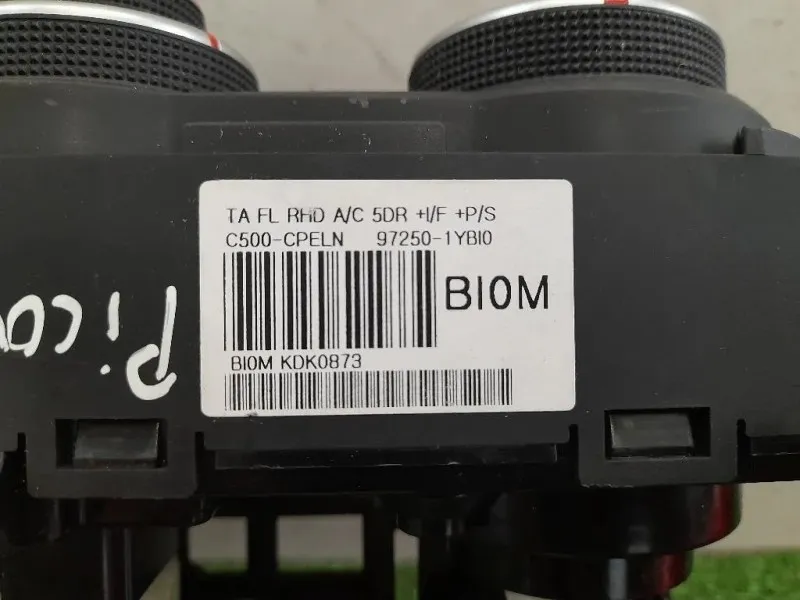 TA FL RHD A/C 5DR +I/F +P/S
C500-CPELN 97250-1YBI0
BI0M
BI0M KDK0873